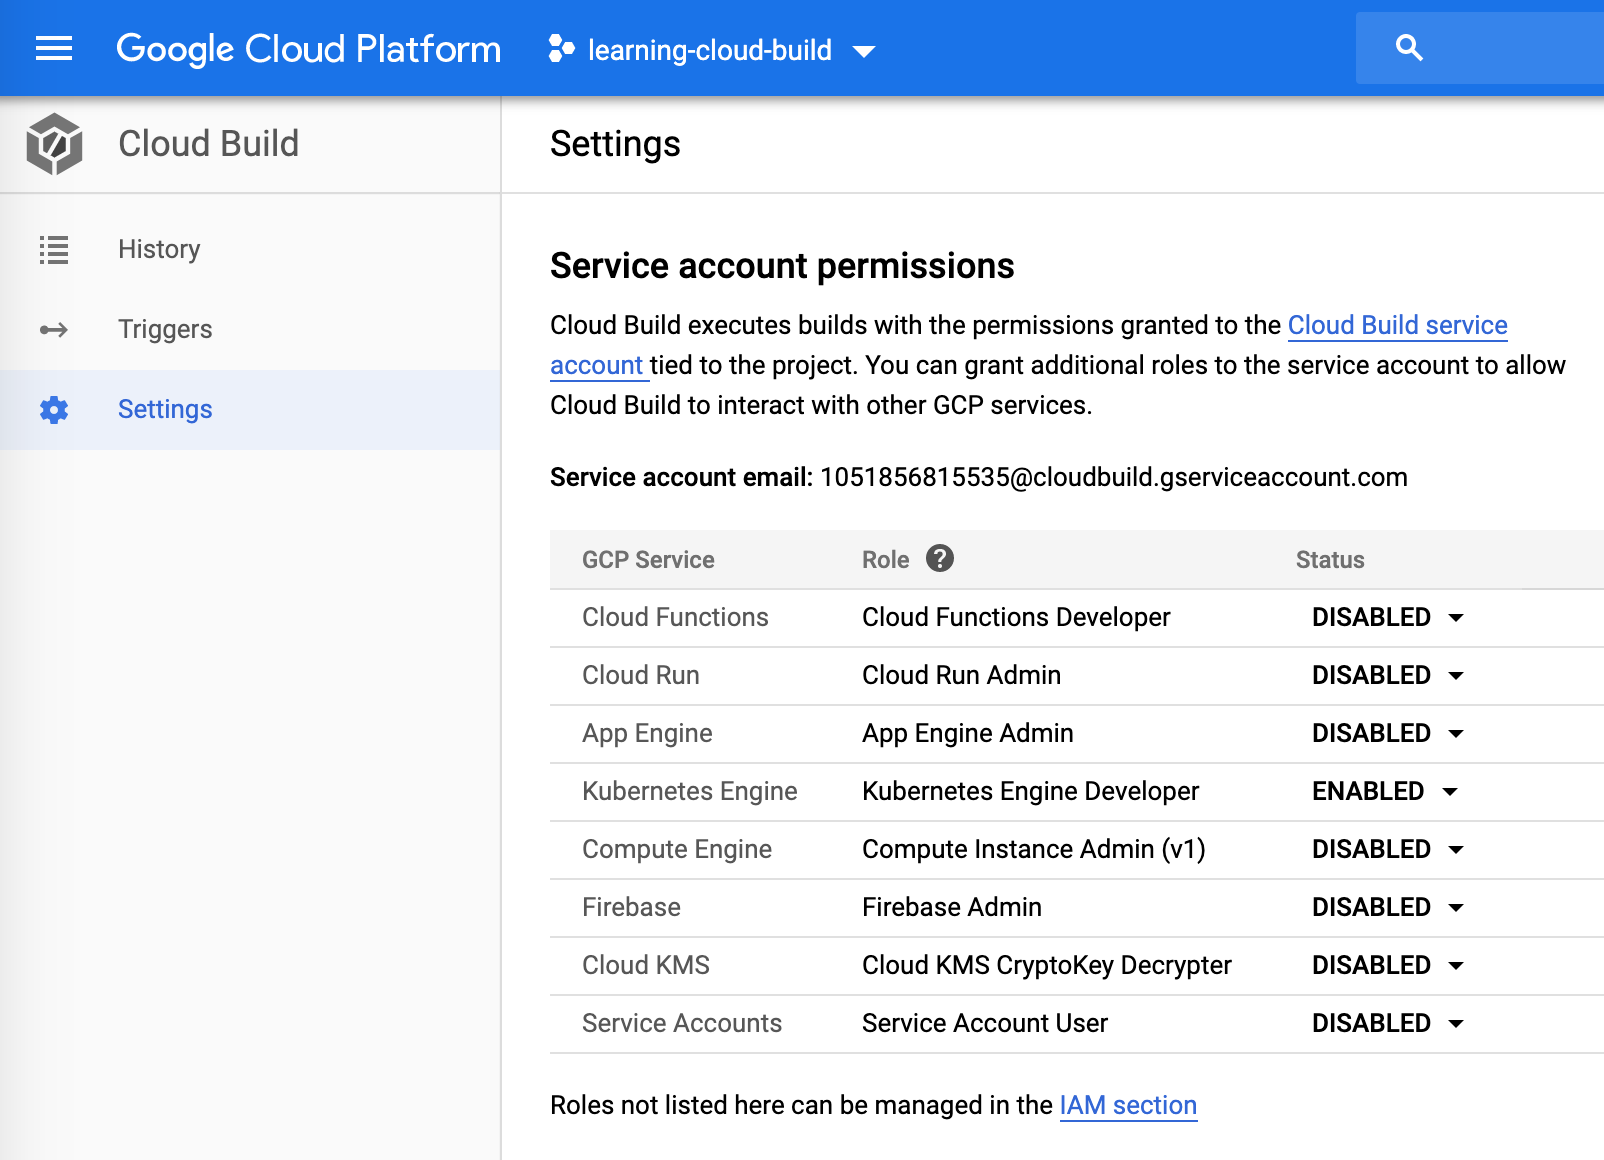 Google Cloud Platform learning-cloud-build
Cloud Build
Settings
History
Triggers
Settings
Service account permissions
Cloud Build executes builds with the permissions granted to the Cloud Build service
account tied to the project. You can grant additional roles to the service account to allow
Cloud Build to interact with other GCP services.
Service account email: 1051856815535@cloudbuild.gserviceaccount.com
GCP Service Role ? Status
Cloud Functions Cloud Functions Developer DISABLED
Cloud Run Cloud Run Admin DISABLED
App Engine App Engine Admin DISABLED
Kubernetes Engine Kubernetes Engine Developer ENABLED
Compute Engine Compute Instance Admin (v1) DISABLED
Firebase Firebase Admin DISABLED
Cloud KMS Cloud KMS CryptoKey Decrypter DISABLED
Service Accounts Service Account User DISABLED
Roles not listed here can be managed in the IAM section